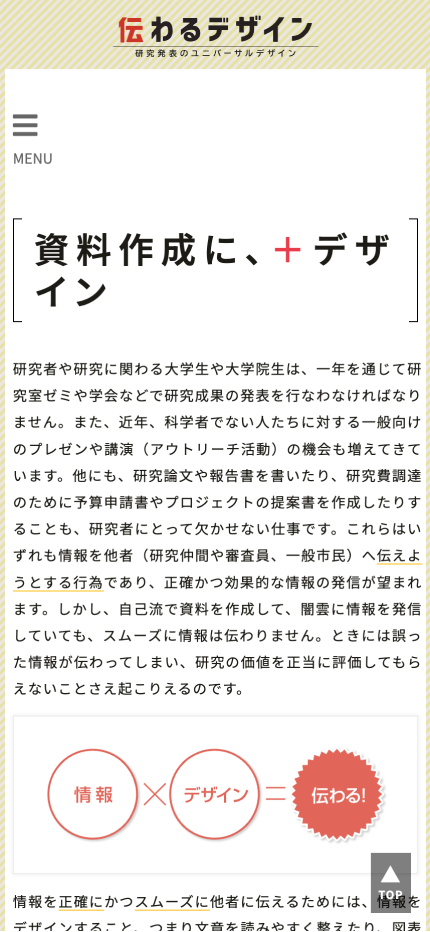 伝わるデザイン
研究発表のユニバーサルデザイン
MENU
資料作成に、＋デザ
イン
研究者や研究に関わる大学生や大学院生は、一年を通じて研
究室ゼミや学会などで研究成果の発表を行なわなければなり
ません。また、近年、科学者でない人たちに対する一般向け
のプレゼンや講演（アウトリーチ活動）の機会も増えてきて
います。他にも、研究論文や報告書を書いたり、研究費調達
のために予算申請書やプロジェクトの提案書を作成したりす
ることも、研究者にとって欠かせない仕事です。これらはい
ずれも情報を他者（研究仲間や審査員、一般市民）へ伝えよ
うとする行為であり、正確かつ効果的な情報の発信が望まれ
ます。しかし、自己流で資料を作成して、闇雲に情報を発信
していても、スムーズに情報は伝わりません。ときには誤っ
た情報が伝わってしまい、研究の価値を正当に評価してもら
えないことさえ起こりえるのです。
情報×デザイン＝伝わる!
情報を正確にかつスムーズに他者に伝えるためには、情報を
TOP
デザインすること、つまり文章を読みやすく整えたり、図表